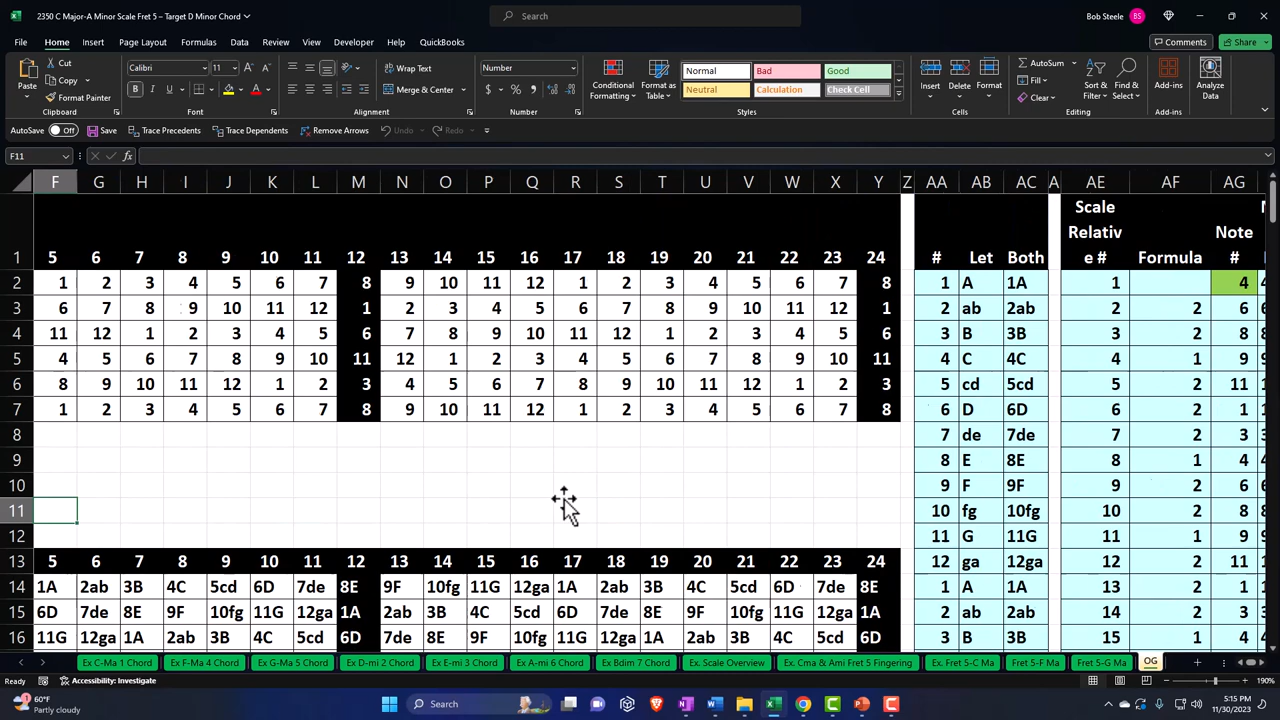 2350 C Major-A Minor Scale Fret 5 – Target D Minor Chord
Search
Bob Steele BS
File Home Insert Page Layout Formulas Data Review View Developer Help QuickBooks
Comments Share
Paste Cut Copy Format Painter
Clipboard
Calibri 11
B I U
Font
Wrap Text
Merge & Center
Alignment
Number
$ % ,
Number
Conditional Formatting Format as Table
Normal Bad Good
Neutral Calculation Check Cell
Styles
Insert Delete Format
Cells
AutoSum
Fill
Clear
Sort & Filter Find & Select
Editing
Add-ins
Add-ins
Analyze Data
AutoSave Off Save Trace Precedents Trace Dependents Remove Arrows Undo Redo
F11 fx
F G H I J K L M N O P Q R S T U V W X Y Z AA AB AC A AE AF AG
Scale
Relativ Note
1 5 6 7 8 9 10 11 12 13 14 15 16 17 18 19 20 21 22 23 24 # Let Both e # Formula #
2 1 2 3 4 5 6 7 8 9 10 11 12 1 2 3 4 5 6 7 8 1 A 1A 1 4
3 6 7 8 9 10 11 12 1 2 3 4 5 6 7 8 9 10 11 12 1 2 ab 2ab 2 2 6
4 11 12 1 2 3 4 5 6 7 8 9 10 11 12 1 2 3 4 5 6 3 B 3B 3 2 8
5 4 5 6 7 8 9 10 11 12 1 2 3 4 5 6 7 8 9 10 11 4 C 4C 4 1 9
6 8 9 10 11 12 1 2 3 4 5 6 7 8 9 10 11 12 1 2 3 5 cd 5cd 5 2 11
7 1 2 3 4 5 6 7 8 9 10 11 12 1 2 3 4 5 6 7 8 6 D 6D 6 2 1
8 7 de 7de 7 2 3
9 8 E 8E 8 1 4
10 9 F 9F 9 2 6
11 10 fg 10fg 10 2 8
12 11 G 11G 11 1 9
13 5 6 7 8 9 10 11 12 13 14 15 16 17 18 19 20 21 22 23 24 12 ga 12ga 12 2 11
14 1A 2ab 3B 4C 5cd 6D 7de 8E 9F 10fg 11G 12ga 1A 2ab 3B 4C 5cd 6D 7de 8E 1 A 1A 13 2 1
15 6D 7de 8E 9F 10fg 11G 12ga 1A 2ab 3B 4C 5cd 6D 7de 8E 9F 10fg 11G 12ga 1A 2 ab 2ab 14 2 3
16 11G 12ga 1A 2ab 3B 4C 5cd 6D 7de 8E 9F 10fg 11G 12ga 1A 2ab 3B 4C 5cd 6D 3 B 3B 15 1 4
Ex C-Ma 1 Chord Ex F-Ma 4 Chord Ex G-Ma 5 Chord Ex D-mi 2 Chord Ex E-mi 3 Chord Ex A-mi 6 Chord Ex Bdim 7 Chord Ex. Scale Overview Ex. Cma & Ami Fret 5 Fingering Ex. Fret 5-C Ma Fret 5-F Ma Fret 5-G Ma OG
Ready Accessibility: Investigate 190%
60°F
Partly cloudy
Search
5:15 PM
11/30/2023